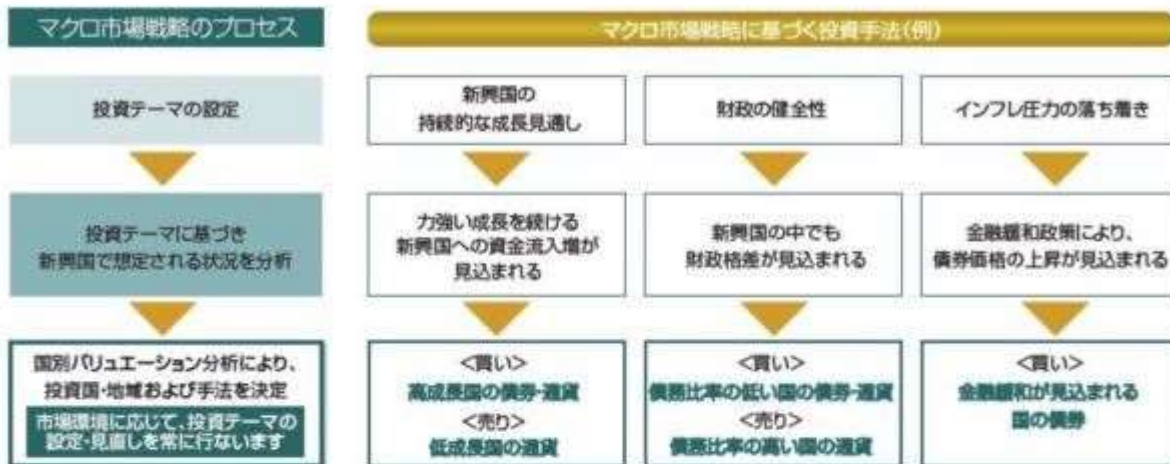 マクロ市場戦略のプロセス
マクロ市場戦略時に基づく投資手法(例)
投資テーマの設定
新興国の
持続的な成長見通し
財政の健全性
インフレ圧力の落ち着き
投資テーマに基づき
新興国で想定される状況を分析
力強い成長を続ける
新興国への資金流入増が
見込まれる
新興国の中でも
財政格差が見込まれる
金融緩和政策により、
債券価格の上昇が見込まれる
国別バリュエーション分析により、
投資国・地域および手法を決定
市場環境に応じて、投資テーマの
設定・見直しを常に行ないます
<買い>
高成長国の債券・通貨
<売り>
低成長国の通貨
<買い>
債務比率の低い国の債券・通貨
<売り>
債務比率の高い国の通貨
<買い>
金融緩和が見込まれる
国の債券